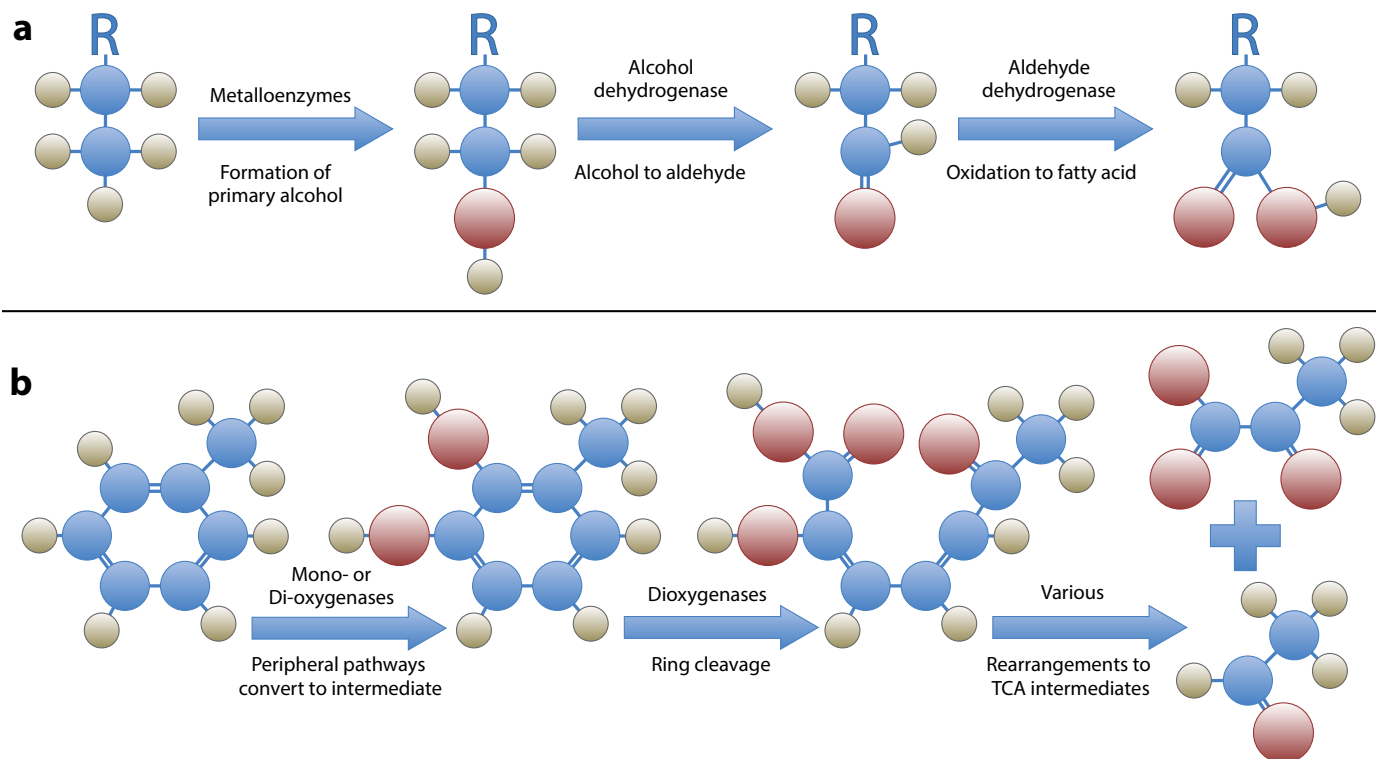 a
R
R
R
R
Metalloenzymes
Formation of
primary alcohol
Alcohol
dehydrogenase
Alcohol to aldehyde
Aldehyde
dehydrogenase
Oxidation to fatty acid
b
Mono- or
Di-oxygenases
Peripheral pathways
convert to intermediate
Dioxygenases
Ring cleavage
Various
Rearrangements to
TCA intermediates